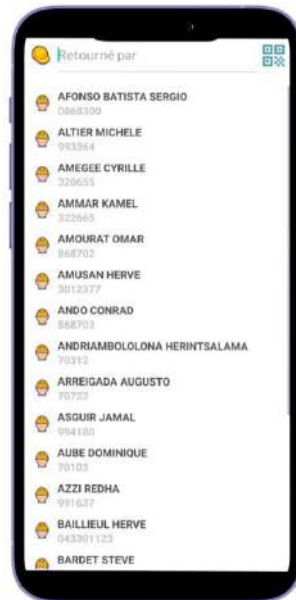 Retourné par
AFONSO BATISTA SERGIO
0868300
ALTIER MICHELE
993364
AMEGEE CYRILLE
320655
AMMAR KAMEL
322665
AMOURAT OMAR
868702
AMUSAN HERVE
3012377
ANDO CONRAD
868703
ANDRIAMBOLOLONA HERINTSALAMA
70312
ARREIGADA AUGUSTO
70723
ASGUIR JAMAL
994180
AUBE DOMINIQUE
70103
AZZI REDHA
991637
BAILLIEUL HERVE
043301123
BARDET STEVE